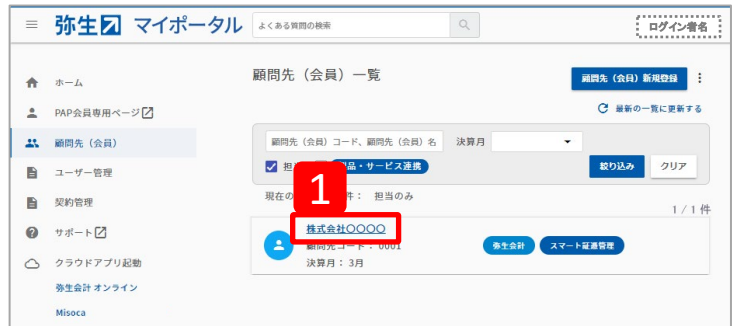 弥生 マイポータル
よくある質問の検索
ログイン者名
ホーム
PAP会員専用ページ
顧問先（会員）
ユーザー管理
契約管理
サポート
クラウドアプリ起動
弥生会計 オンライン
Misoca
顧問先（会員）一覧
顧問先（会員）新規登録
最新の一覧に更新する
顧問先（会員）コード、顧問先（会員）名
決算月
担
品・サービス連携
絞り込み
クリア
現在の
件： 担当のみ
1 / 1 件
1
株式会社〇〇〇〇
顧問先コード： 0001
決算月： 3月
弥生会計
スマート証憑管理